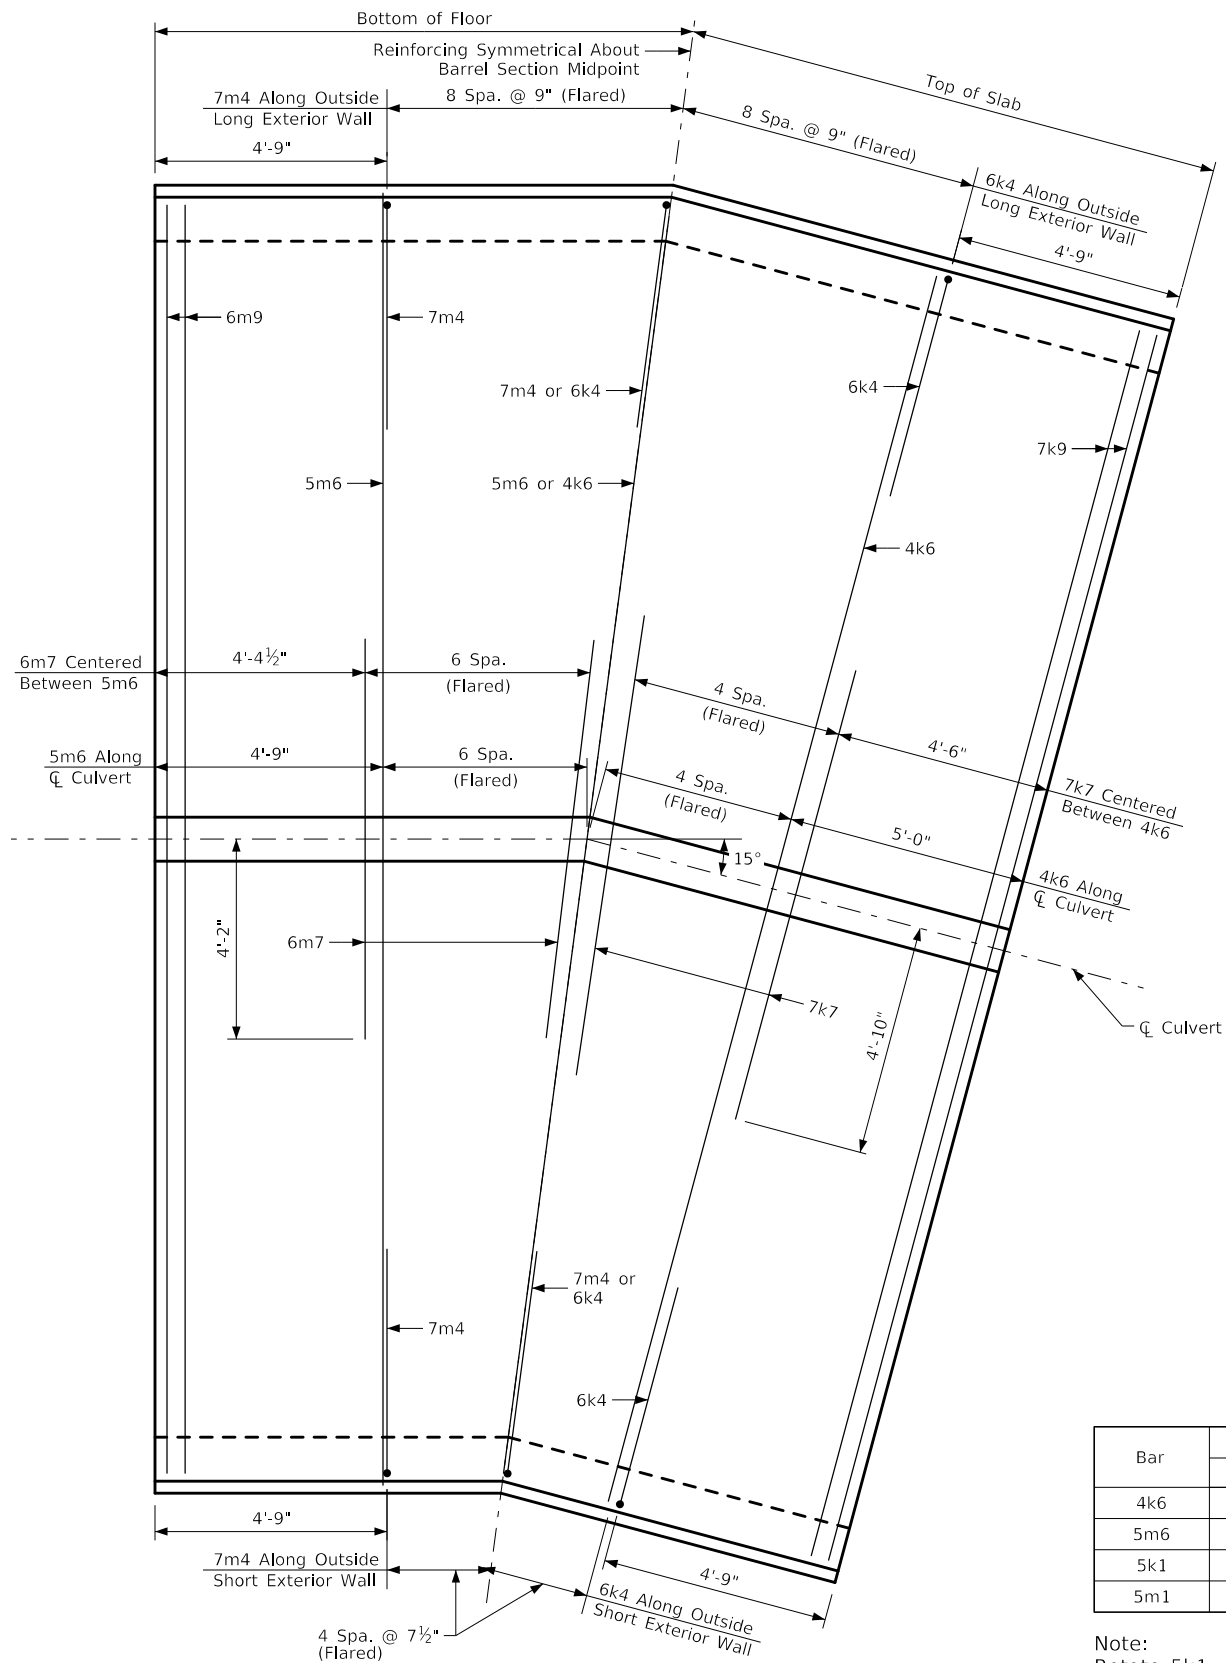 Bottom of Floor
Reinforcing Symmetrical About
Barrel Section Midpoint
Top of Slab
7m4 Along Outside
Long Exterior Wall
8 Spa. @ 9" (Flared)
8 Spa. @ 9" (Flared)
4'-9"
6k4 Along Outside
Long Exterior Wall
4'-9"
6m9
7m4
7m4 or 6k4
6k4
7k9
5m6
5m6 or 4k6
4k6
6m7 Centered
Between 5m6
4'-4½"
6 Spa.
(Flared)
4 Spa.
(Flared)
4'-6"
7k7 Centered
Between 4k6
5m6 Along
℄ Culvert
4'-9"
6 Spa.
(Flared)
4 Spa.
(Flared)
5'-0"
4k6 Along
℄ Culvert
15°
4'-2"
6m7
7k7
4'-10"
℄ Culvert
7m4 or
6k4
7m4
6k4
4'-9"
7m4 Along Outside
Short Exterior Wall
4'-9"
6k4 Along Outside
Short Exterior Wall
4 Spa. @ 7½"
(Flared)
Bar
4k6
5m6
5k1
5m1
Note: